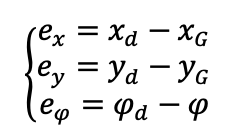 e_x = x_d − x_G
e_y = y_d − y_G
e_φ = φ_d − φ